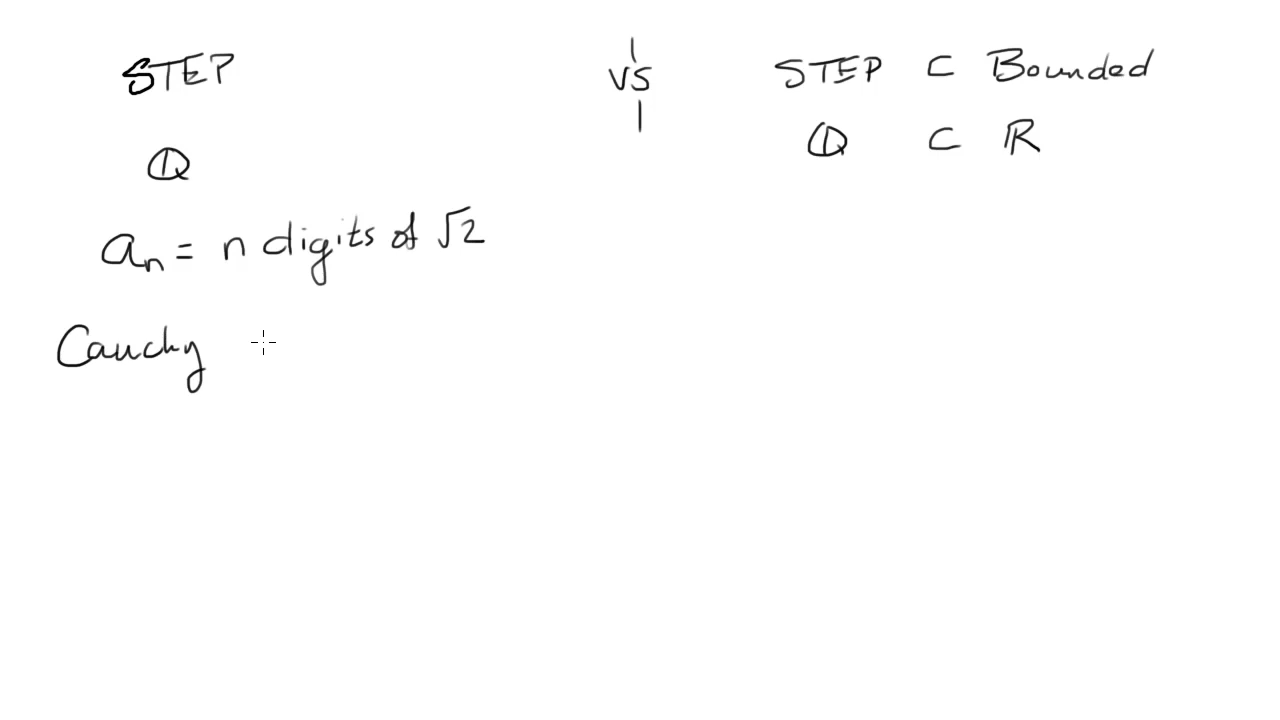 STEP
VS
STEP ⊂ Bounded
ℚ ⊂ ℝ
ℚ
aₙ = n digits of √2
Cauchy